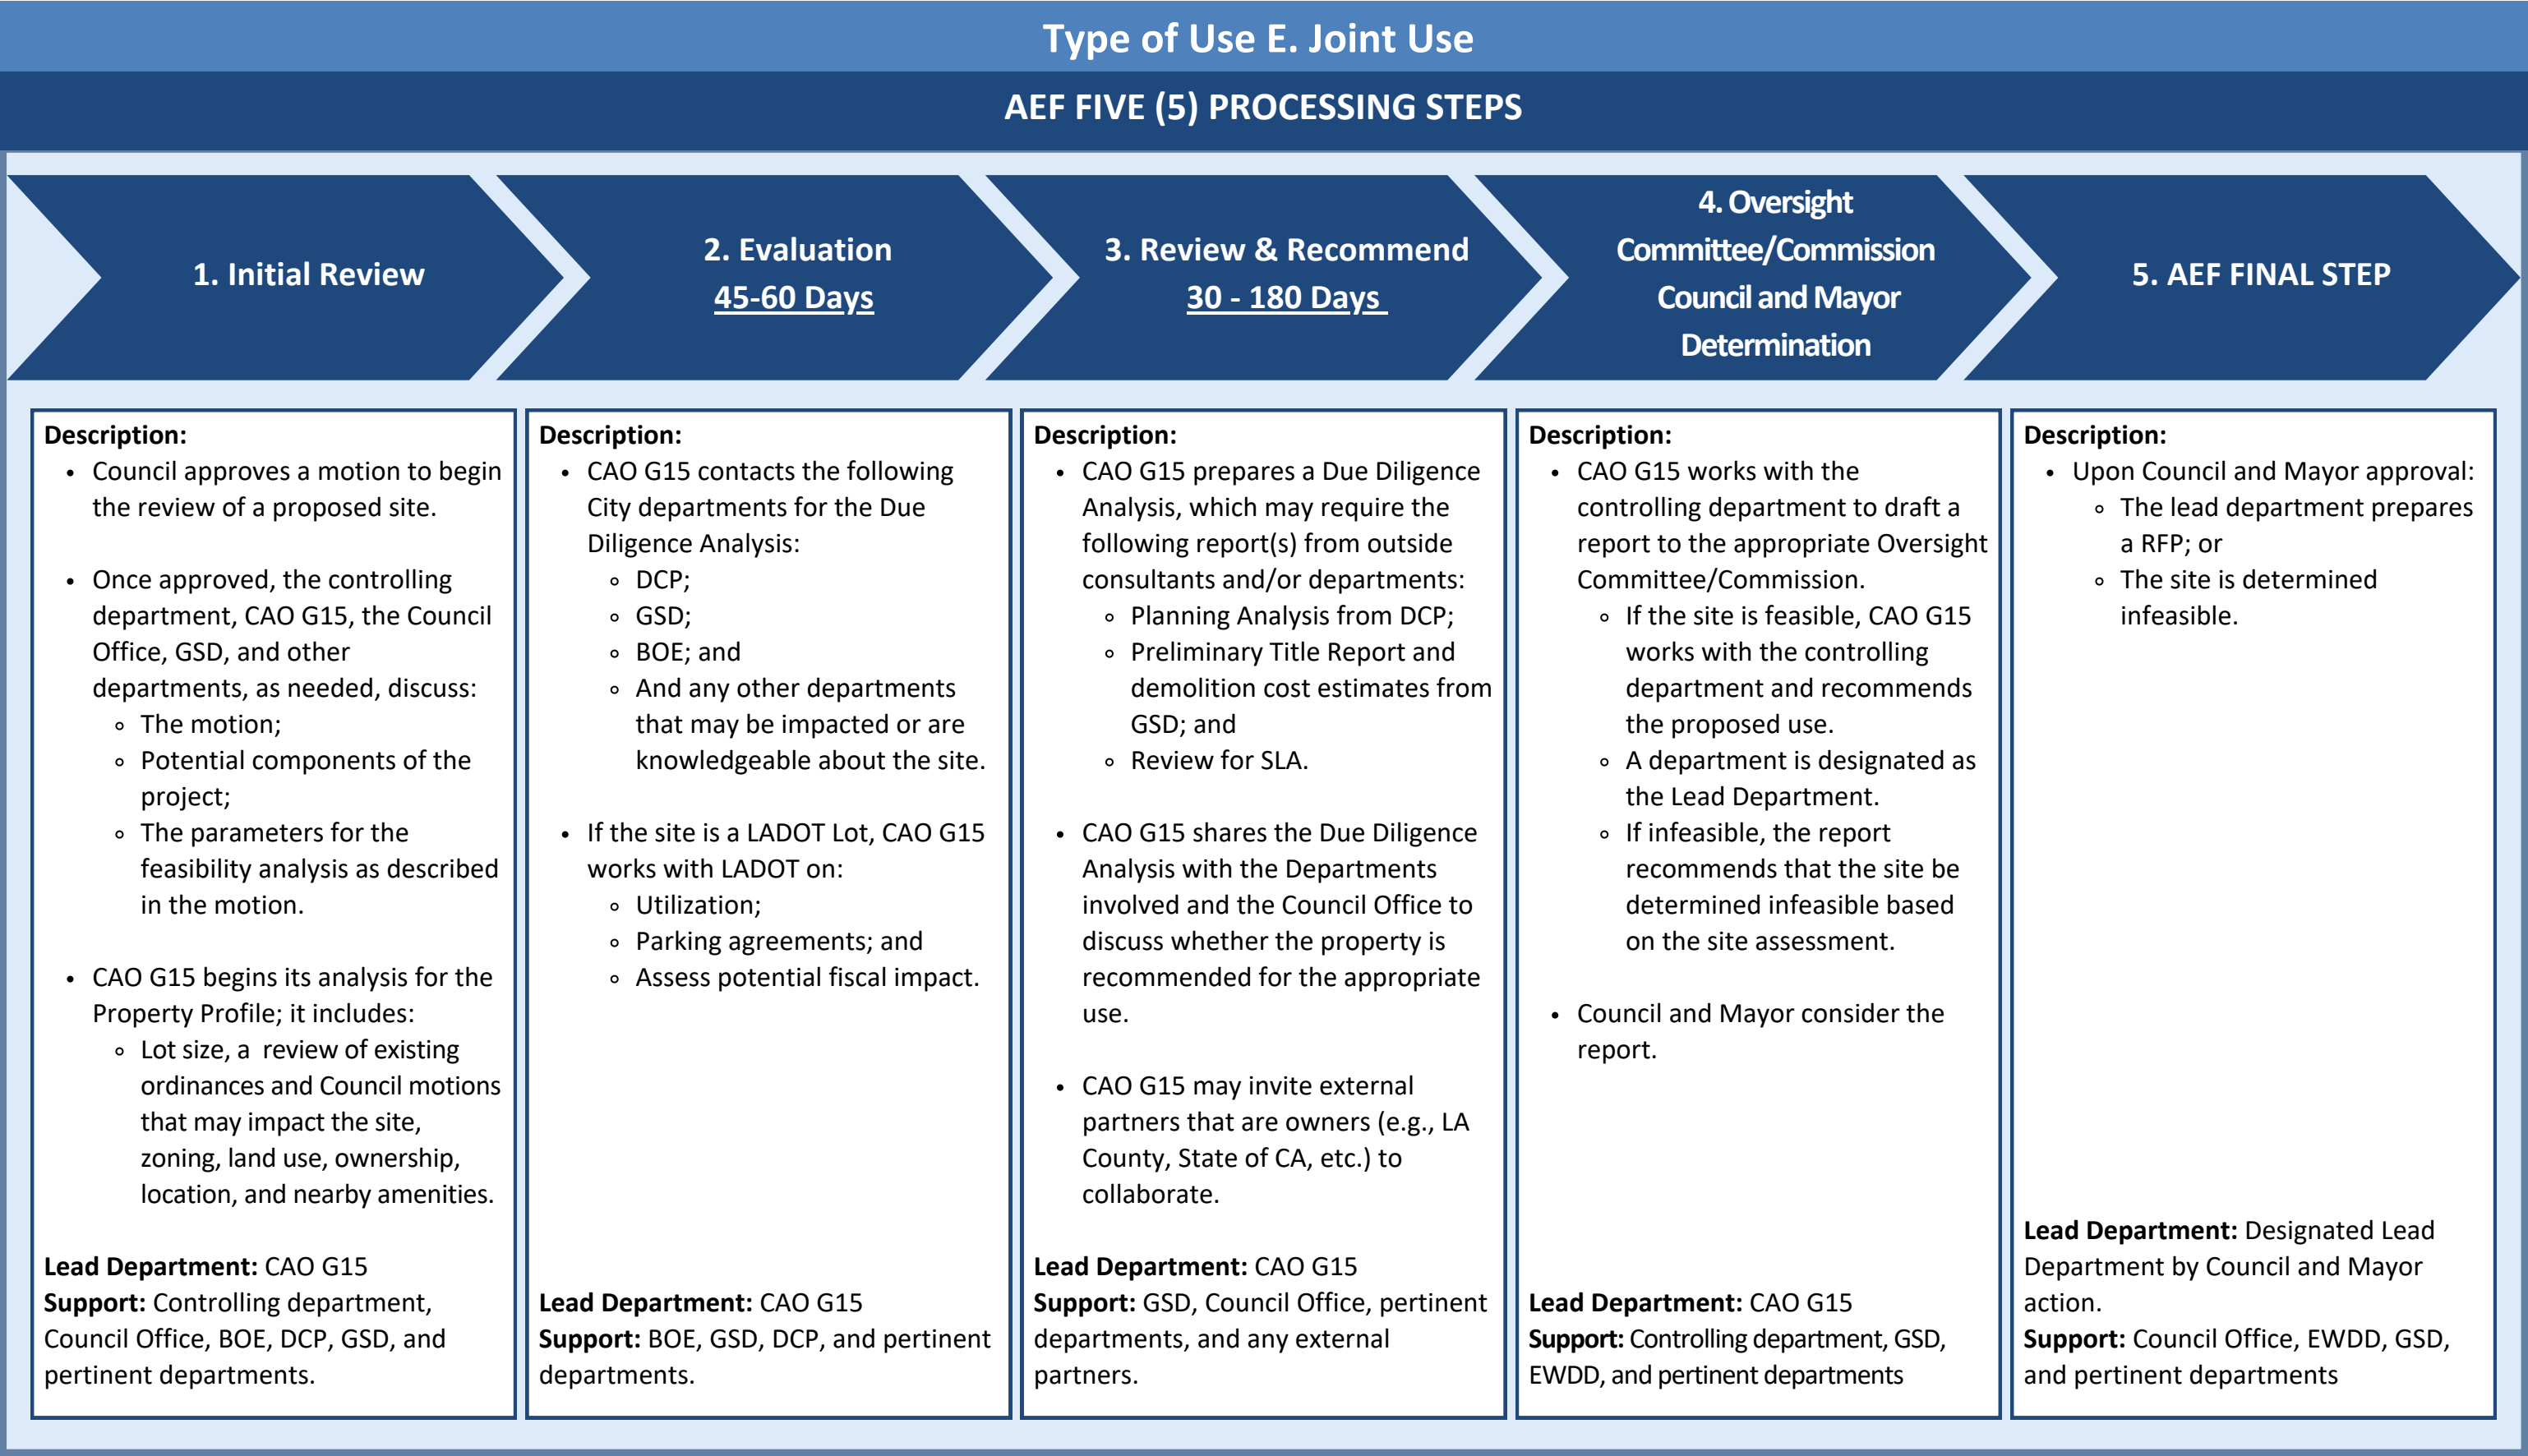 Type of Use E. Joint Use
AEF FIVE (5) PROCESSING STEPS
1. Initial Review
2. Evaluation
45-60 Days
3. Review & Recommend
30 - 180 Days
4. Oversight
Committee/Commission
Council and Mayor
Determination
5. AEF FINAL STEP
Description:
• Council approves a motion to begin
the review of a proposed site.
• Once approved, the controlling
department, CAO G15, the Council
Office, GSD, and other
departments, as needed, discuss:
◦ The motion;
◦ Potential components of the
project;
◦ The parameters for the
feasibility analysis as described
in the motion.
• CAO G15 begins its analysis for the
Property Profile; it includes:
◦ Lot size, a  review of existing
ordinances and Council motions
that may impact the site,
zoning, land use, ownership,
location, and nearby amenities.
Lead Department: CAO G15
Support: Controlling department,
Council Office, BOE, DCP, GSD, and
pertinent departments.
Description:
• CAO G15 contacts the following
City departments for the Due
Diligence Analysis:
◦ DCP;
◦ GSD;
◦ BOE; and
◦ And any other departments
that may be impacted or are
knowledgeable about the site.
• If the site is a LADOT Lot, CAO G15
works with LADOT on:
◦ Utilization;
◦ Parking agreements; and
◦ Assess potential fiscal impact.
Lead Department: CAO G15
Support: BOE, GSD, DCP, and pertinent
departments.
Description:
• CAO G15 prepares a Due Diligence
Analysis, which may require the
following report(s) from outside
consultants and/or departments:
◦ Planning Analysis from DCP;
◦ Preliminary Title Report and
demolition cost estimates from
GSD; and
◦ Review for SLA.
• CAO G15 shares the Due Diligence
Analysis with the Departments
involved and the Council Office to
discuss whether the property is
recommended for the appropriate
use.
• CAO G15 may invite external
partners that are owners (e.g., LA
County, State of CA, etc.) to
collaborate.
Lead Department: CAO G15
Support: GSD, Council Office, pertinent
departments, and any external
partners.
Description:
• CAO G15 works with the
controlling department to draft a
report to the appropriate Oversight
Committee/Commission.
◦ If the site is feasible, CAO G15
works with the controlling
department and recommends
the proposed use.
◦ A department is designated as
the Lead Department.
◦ If infeasible, the report
recommends that the site be
determined infeasible based
on the site assessment.
• Council and Mayor consider the
report.
Lead Department: CAO G15
Support: Controlling department, GSD,
EWDD, and pertinent departments
Description:
• Upon Council and Mayor approval:
◦ The lead department prepares
a RFP; or
◦ The site is determined
infeasible.
Lead Department: Designated Lead
Department by Council and Mayor
action.
Support: Council Office, EWDD, GSD,
and pertinent departments